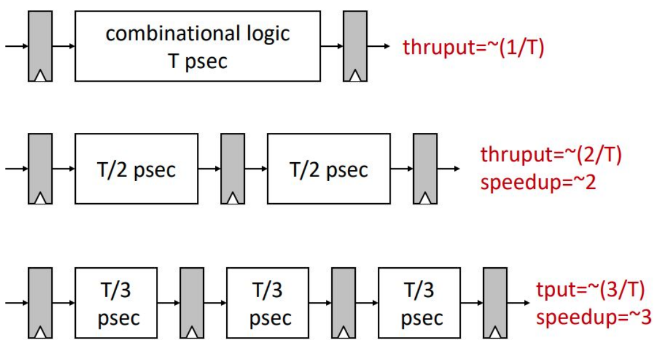 combinational logic
T psec
thruput=~(1/T)
T/2 psec
T/2 psec
thruput=~(2/T)
speedup=~2
T/3
psec
T/3
psec
T/3
psec
tput=~(3/T)
speedup=~3